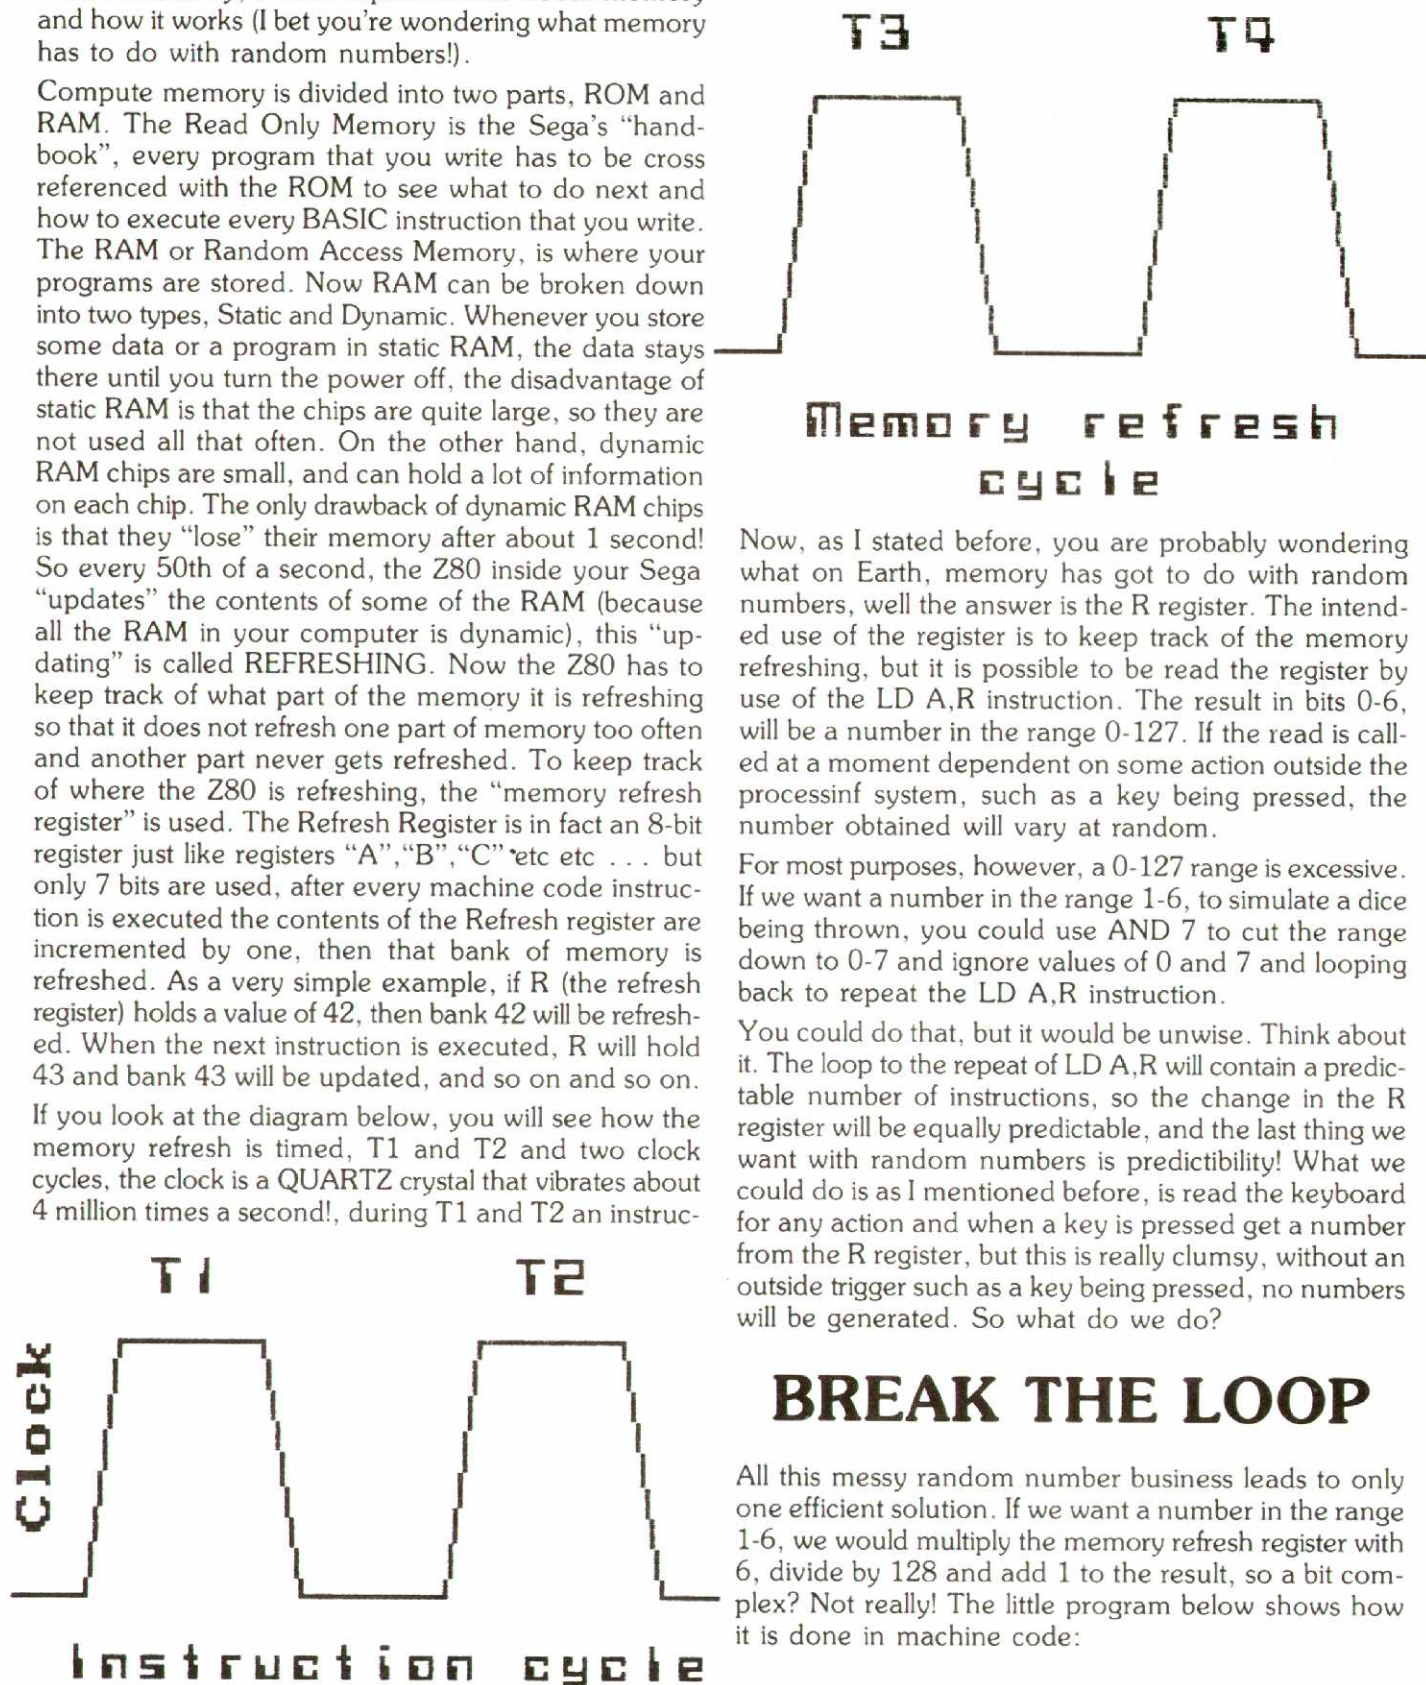 and how it works (I bet you're wondering what memory
has to do with random numbers!).
Compute memory is divided into two parts, ROM and
RAM. The Read Only Memory is the Sega's "hand-
book", every program that you write has to be cross
referenced with the ROM to see what to do next and
how to execute every BASIC instruction that you write.
The RAM or Random Access Memory, is where your
programs are stored. Now RAM can be broken down
into two types, Static and Dynamic. Whenever you store
some data or a program in static RAM, the data stays
there until you turn the power off, the disadvantage of
static RAM is that the chips are quite large, so they are
not used all that often. On the other hand, dynamic
RAM chips are small, and can hold a lot of information
on each chip. The only drawback of dynamic RAM chips
is that they "lose" their memory after about 1 second!
So every 50th of a second, the Z80 inside your Sega
"updates" the contents of some of the RAM (because
all the RAM in your computer is dynamic), this "up-
dating" is called REFRESHING. Now the Z80 has to
keep track of what part of the memory it is refreshing
so that it does not refresh one part of memory too often
and another part never gets refreshed. To keep track
of where the Z80 is refreshing, the "memory refresh
register" is used. The Refresh Register is in fact an 8-bit
register just like registers "A","B","C" etc etc . . . but
only 7 bits are used, after every machine code instruc-
tion is executed the contents of the Refresh register are
incremented by one, then that bank of memory is
refreshed. As a very simple example, if R (the refresh
register) holds a value of 42, then bank 42 will be refresh-
ed. When the next instruction is executed, R will hold
43 and bank 43 will be updated, and so on and so on.
If you look at the diagram below, you will see how the
memory refresh is timed, T1 and T2 and two clock
cycles, the clock is a QUARTZ crystal that vibrates about
4 million times a second!, during T1 and T2 an instruc-
T1 T2
Clock
Instruction cycle
T3 T4
Memory refresh
cycle
Now, as I stated before, you are probably wondering
what on Earth, memory has got to do with random
numbers, well the answer is the R register. The intend-
ed use of the register is to keep track of the memory
refreshing, but it is possible to be read the register by
use of the LD A,R instruction. The result in bits 0-6,
will be a number in the range 0-127. If the read is call-
ed at a moment dependent on some action outside the
processinf system, such as a key being pressed, the
number obtained will vary at random.
For most purposes, however, a 0-127 range is excessive.
If we want a number in the range 1-6, to simulate a dice
being thrown, you could use AND 7 to cut the range
down to 0-7 and ignore values of 0 and 7 and looping
back to repeat the LD A,R instruction.
You could do that, but it would be unwise. Think about
it. The loop to the repeat of LD A,R will contain a predic-
table number of instructions, so the change in the R
register will be equally predictable, and the last thing we
want with random numbers is predictibility! What we
could do is as I mentioned before, is read the keyboard
for any action and when a key is pressed get a number
from the R register, but this is really clumsy, without an
outside trigger such as a key being pressed, no numbers
will be generated. So what do we do?
BREAK THE LOOP
All this messy random number business leads to only
one efficient solution. If we want a number in the range
1-6, we would multiply the memory refresh register with
6, divide by 128 and add 1 to the result, so a bit com-
plex? Not really! The little program below shows how
it is done in machine code: